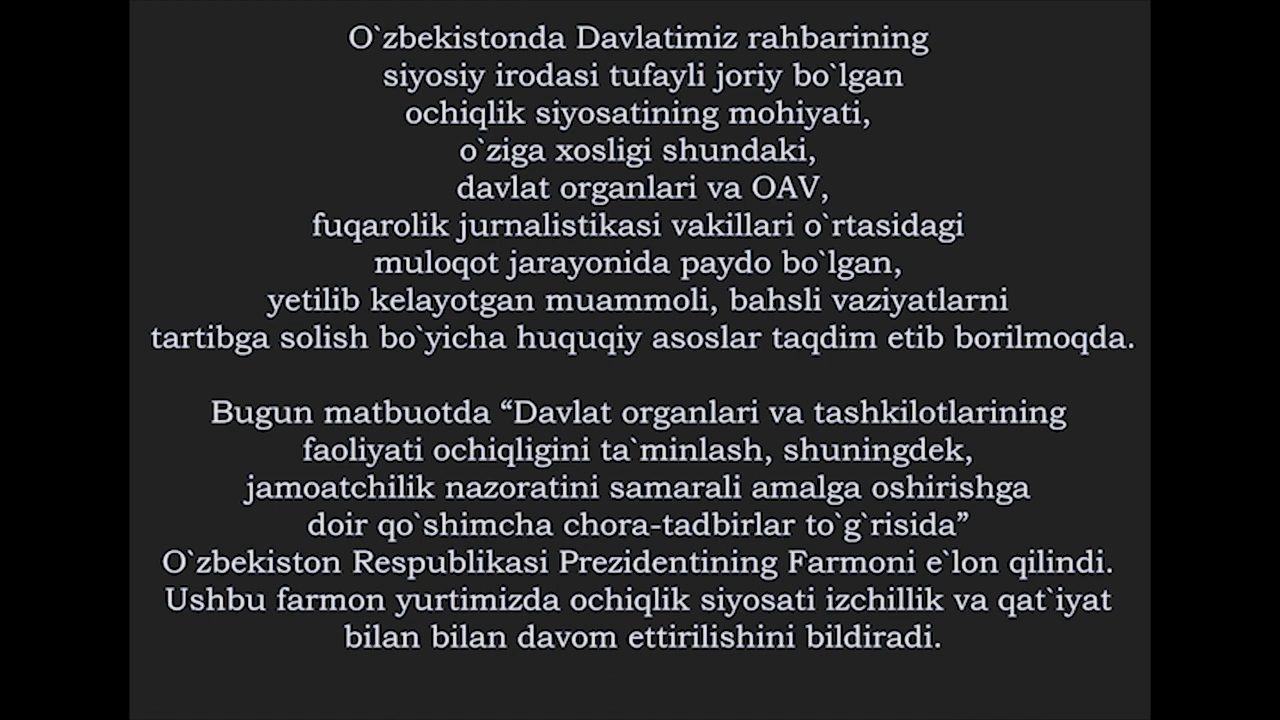 O`zbekistonda Davlatimiz rahbarining
siyosiy irodasi tufayli joriy bo`lgan
ochiqlik siyosatining mohiyati,
o`ziga xosligi shundaki,
davlat organlari va OAV,
fuqarolik jurnalistikasi vakillari o`rtasidagi
muloqot jarayonida paydo bo`lgan,
yetilib kelayotgan muammoli, bahsli vaziyatlarni
tartibga solish bo`yicha huquqiy asoslar taqdim etib borilmoqda.
Bugun matbuotda “Davlat organlari va tashkilotlarining
faoliyati ochiqligini ta`minlash, shuningdek,
jamoatchilik nazoratini samarali amalga oshirishga
doir qo`shimcha chora-tadbirlar to`g`risida”
O`zbekiston Respublikasi Prezidentining Farmoni e`lon qilindi.
Ushbu farmon yurtimizda ochiqlik siyosati izchillik va qat`iyat
bilan bilan davom ettirilishini bildiradi.